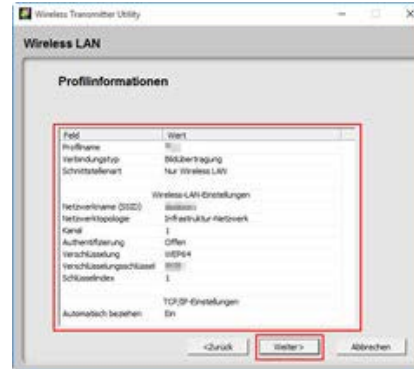 Wireless Transmitter Utility
Wireless LAN
Profilinformationen
Feld Wert
Profilname
Verbindungstyp Bildübertragung
Schnittstellenart Nur Wireless LAN
Wireless-LAN-Einstellungen
Netzwerkname (SSID)
Netzwerktopologie Infrastruktur-Netzwerk
Kanal 1
Authentifizierung Offen
Verschlüsselung WEP64
Verschlüsselungsschlüssel
Schlüsselindex 1
TCP/IP-Einstellungen
Automatisch beziehen Ein
<Zurück Weiter> Abbrechen